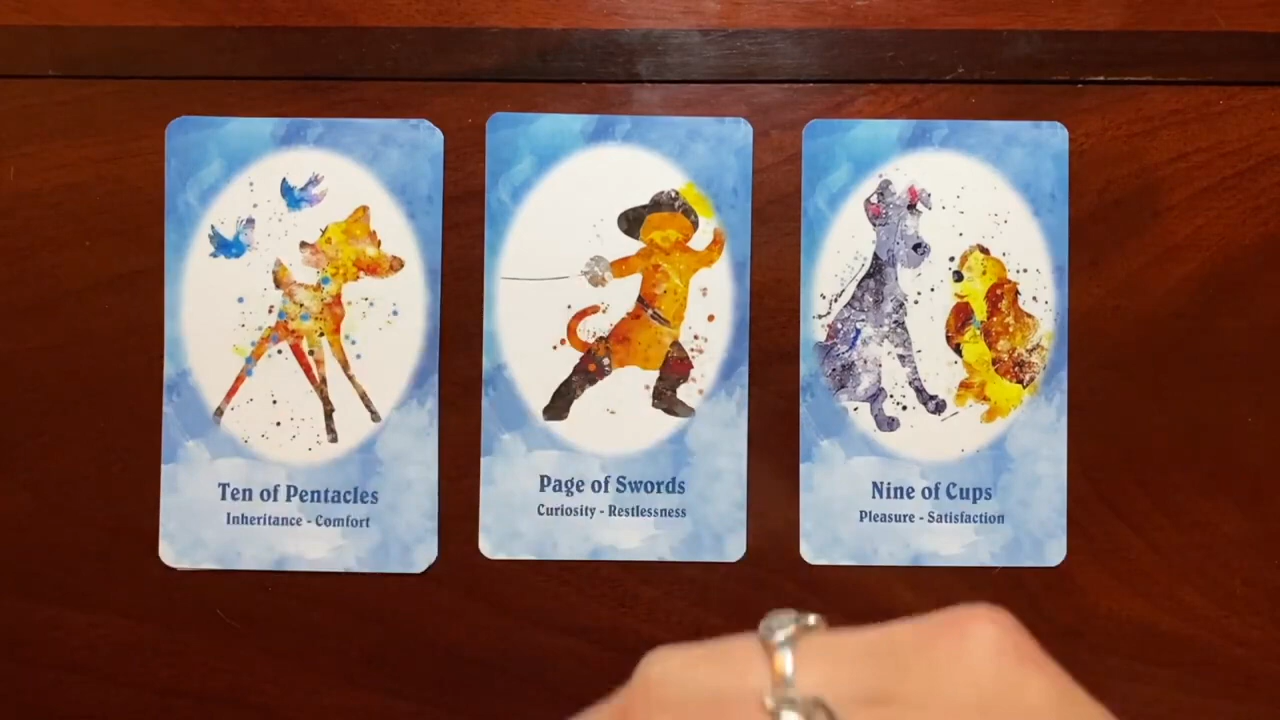 Ten of Pentacles
Inheritance - Comfort
Page of Swords
Curiosity - Restlessness
Nine of Cups
Pleasure - Satisfaction